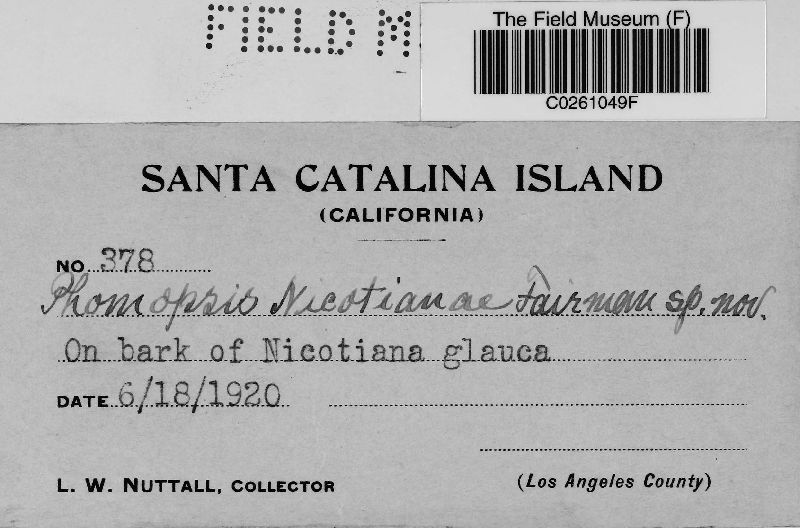 FIELD M
The Field Museum (F)
C0261049F
SANTA CATALINA ISLAND
(CALIFORNIA)
NO. 378
Phomopsis Nicotianae Fairman sp. nov.
On bark of Nicotiana glauca
DATE 6/18/1920
L. W. NUTTALL, COLLECTOR
(Los Angeles County)